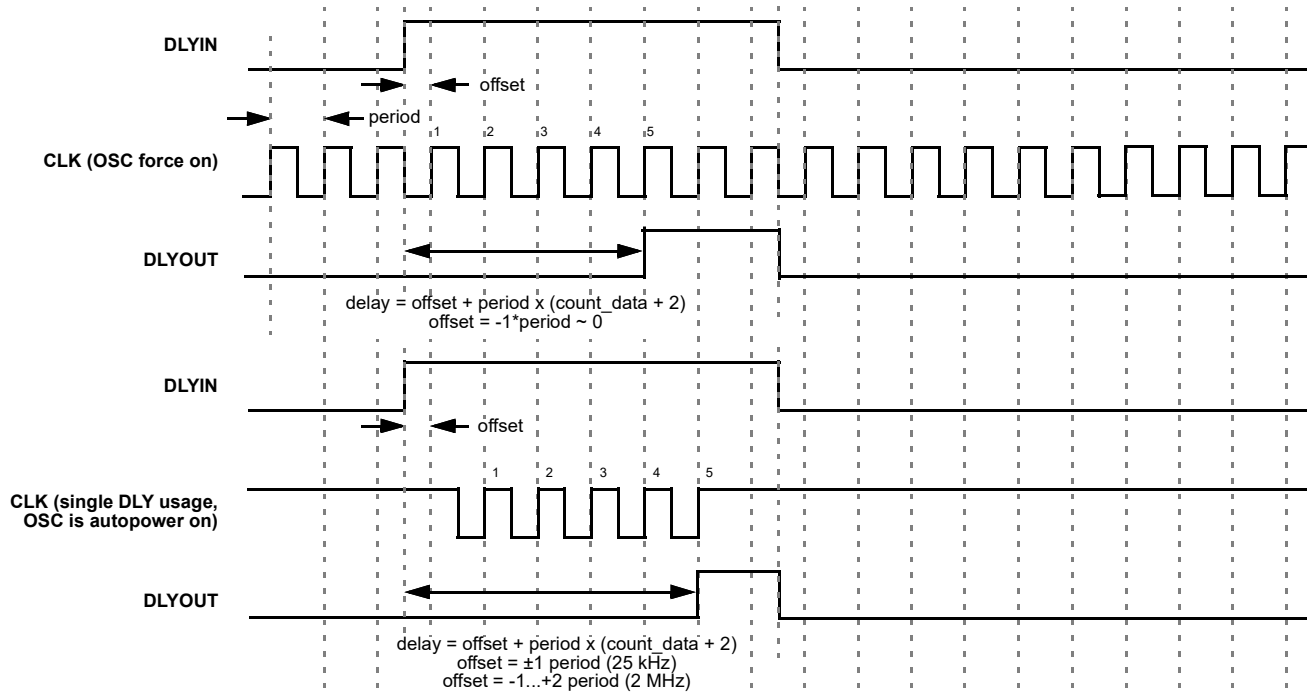 DLYIN
offset
period
1 2 3 4 5
CLK (OSC force on)
DLYOUT
delay = offset + period x (count_data + 2)
offset = -1*period ~ 0
DLYIN
offset
1 2 3 4 5
CLK (single DLY usage,
OSC is autopower on)
DLYOUT
delay = offset + period x (count_data + 2)
offset = ±1 period (25 kHz)
offset = -1...+2 period (2 MHz)